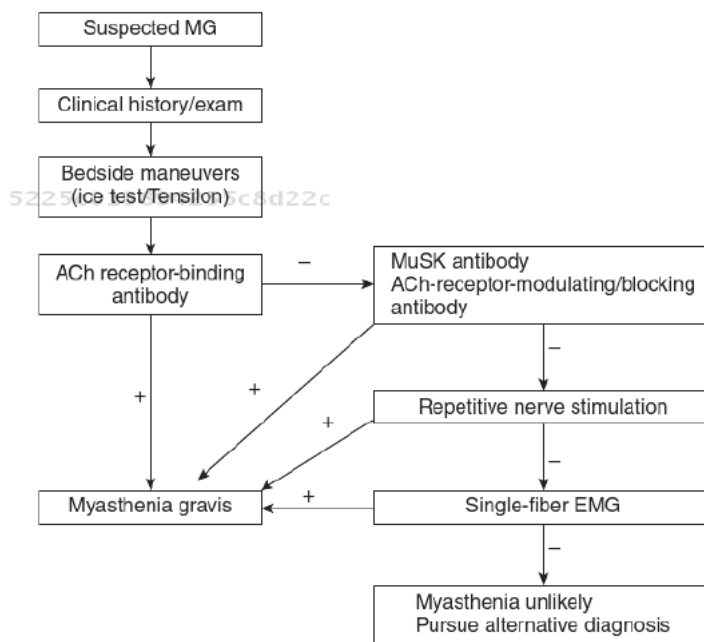 Suspected MG
Clinical history/exam
Bedside maneuvers
(ice test/Tensilon)
ACh receptor-binding
antibody
–
MuSK antibody
ACh-receptor-modulating/blocking
antibody
+
+
–
Repetitive nerve stimulation
+
–
Myasthenia gravis
+
Single-fiber EMG
–
Myasthenia unlikely
Pursue alternative diagnosis